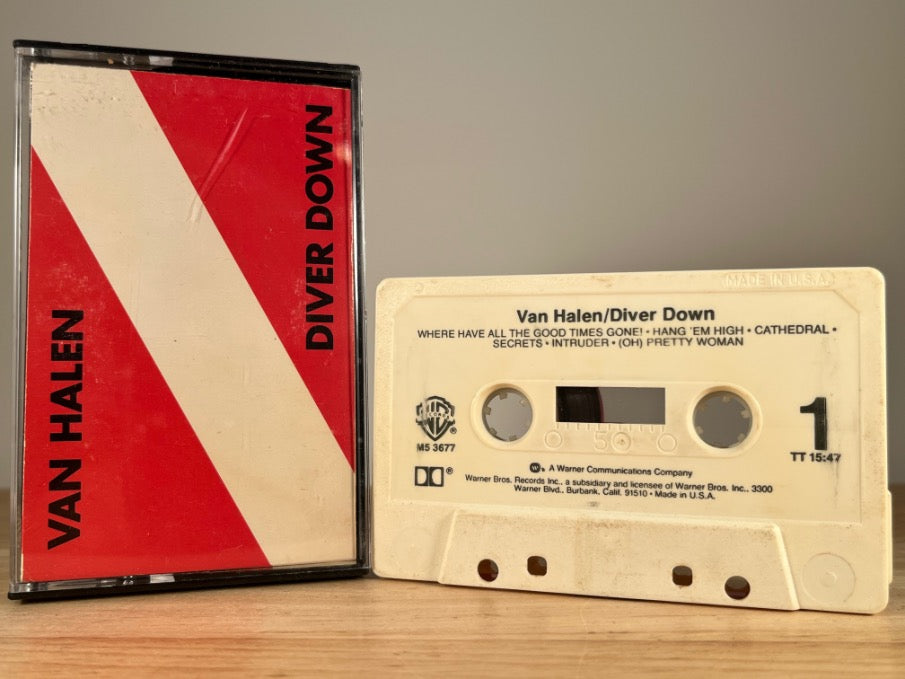 VAN HALEN
DIVER DOWN
MADE IN U.S.A.
Van Halen/Diver Down
WHERE HAVE ALL THE GOOD TIMES GONE! • HANG 'EM HIGH • CATHEDRAL •
SECRETS • INTRUDER • (OH) PRETTY WOMAN
RECORDS
M5 3677
50
1
TT 15:47
A Warner Communications Company
Warner Bros. Records Inc., a subsidiary and licensee of Warner Bros. Inc., 3300
Warner Blvd., Burbank, Calif. 91510 • Made in U.S.A.